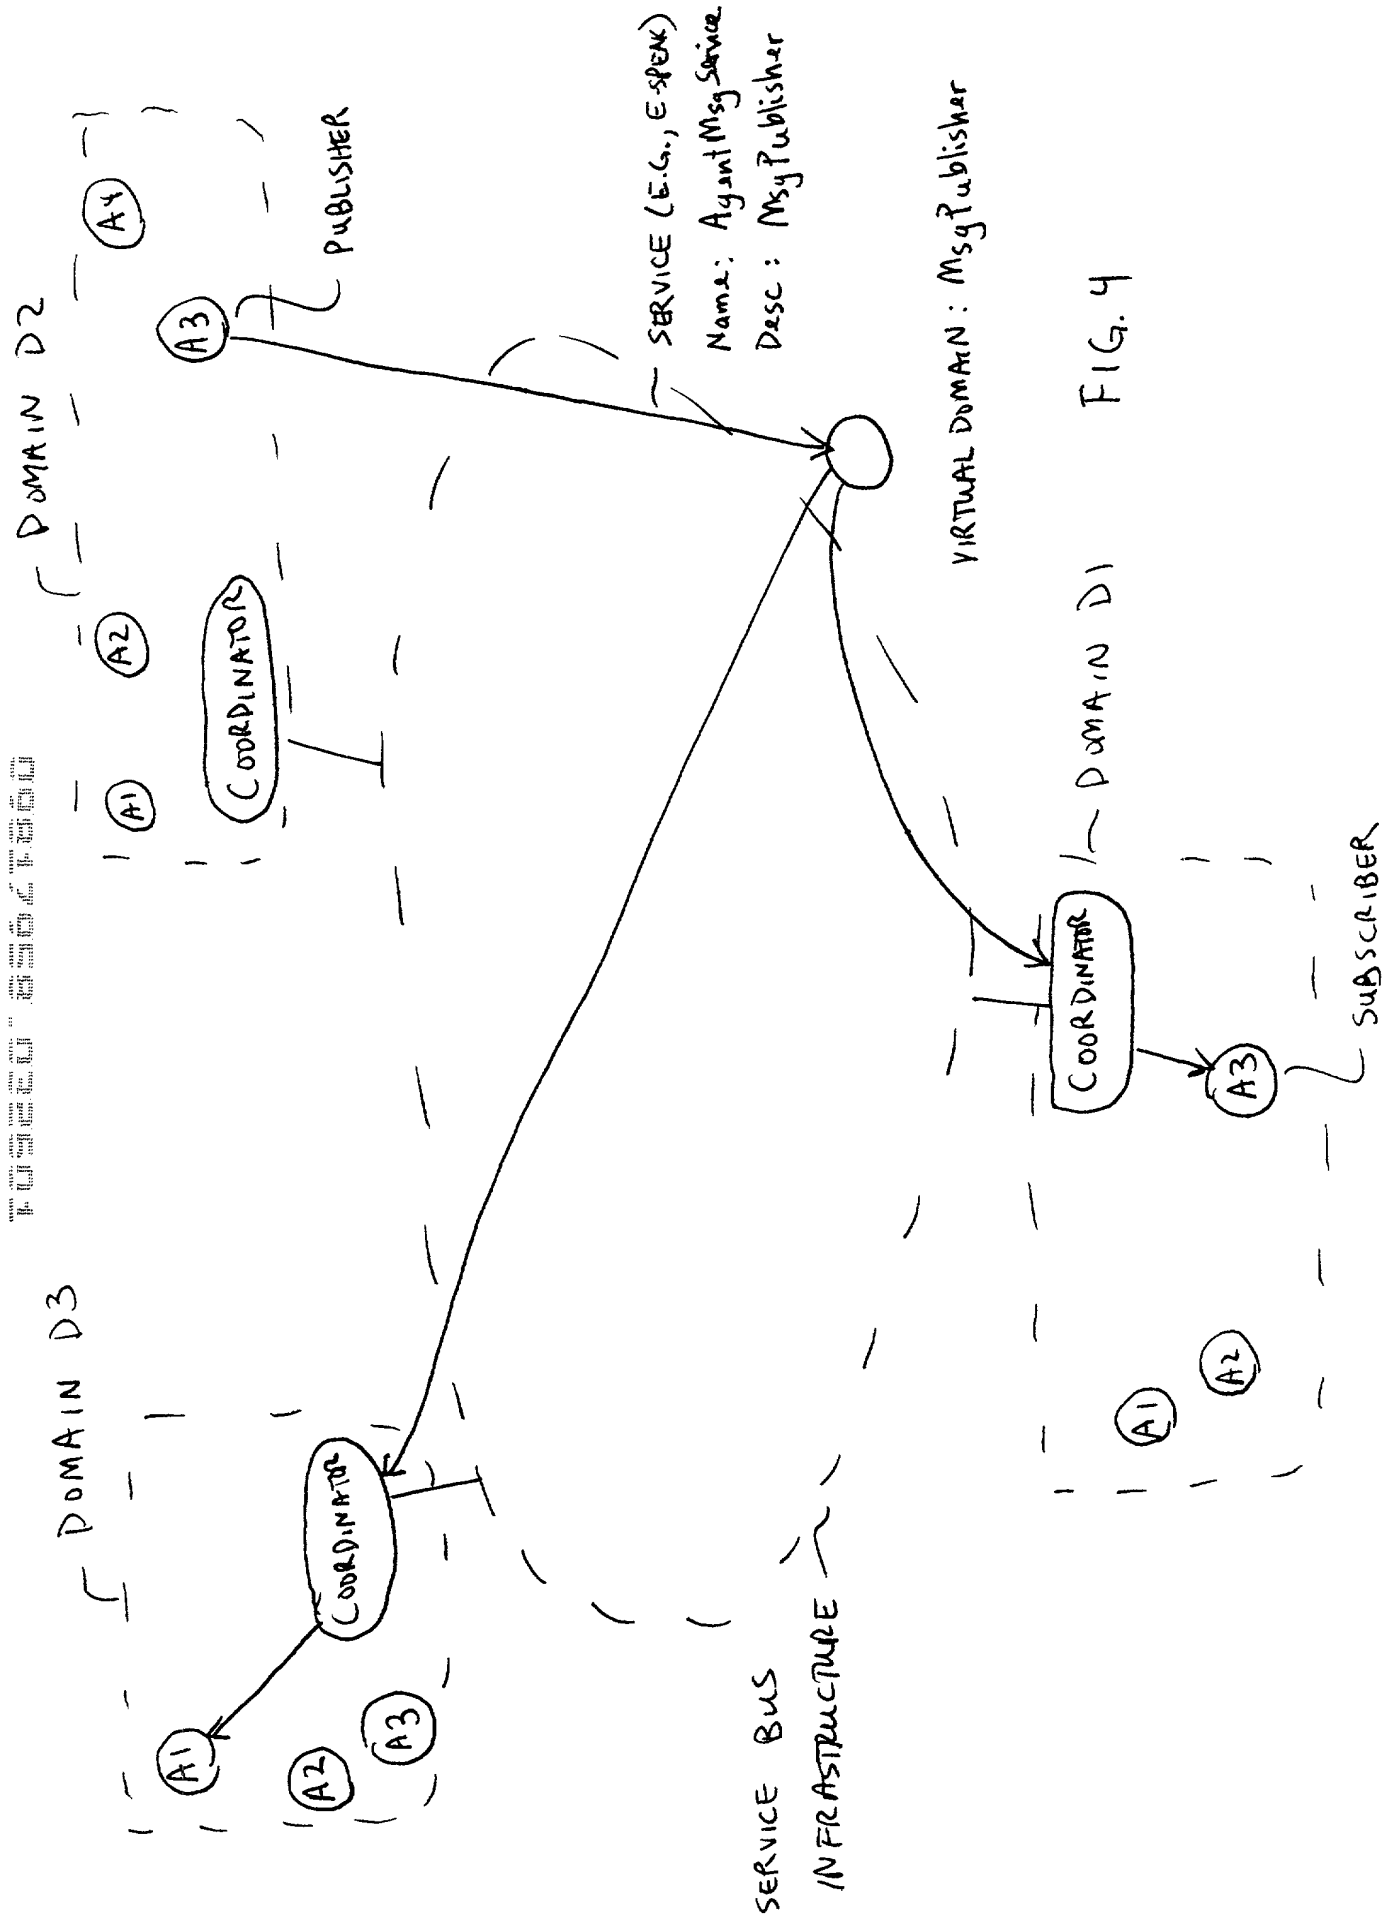 DOMAIN D3
A1
A2
A3
COORDINATOR
DOMAIN D2
A1
A2
A3
A4
COORDINATOR
PUBLISHER
SERVICE (E.G., E-SPEAK)
Name: AgentMsgService
Desc: MsgPublisher
VIRTUAL DOMAIN: MsgPublisher
SERVICE BUS
INFRASTRUCTURE
DOMAIN D1
COORDINATOR
A1
A2
A3
SUBSCRIBER
FIG. 4